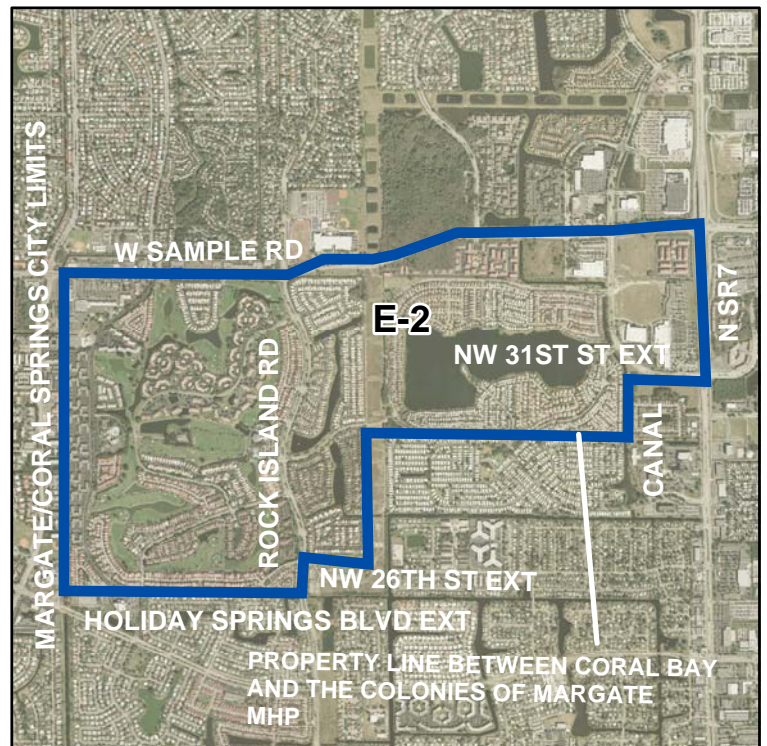 W SAMPLE RD
MARGATE/CORAL SPRINGS CITY LIMITS
E-2
N SR7
NW 31ST ST EXT
ROCK ISLAND RD
CANAL
NW 26TH ST EXT
HOLIDAY SPRINGS BLVD EXT
PROPERTY LINE BETWEEN CORAL BAY
AND THE COLONIES OF MARGATE
MHP